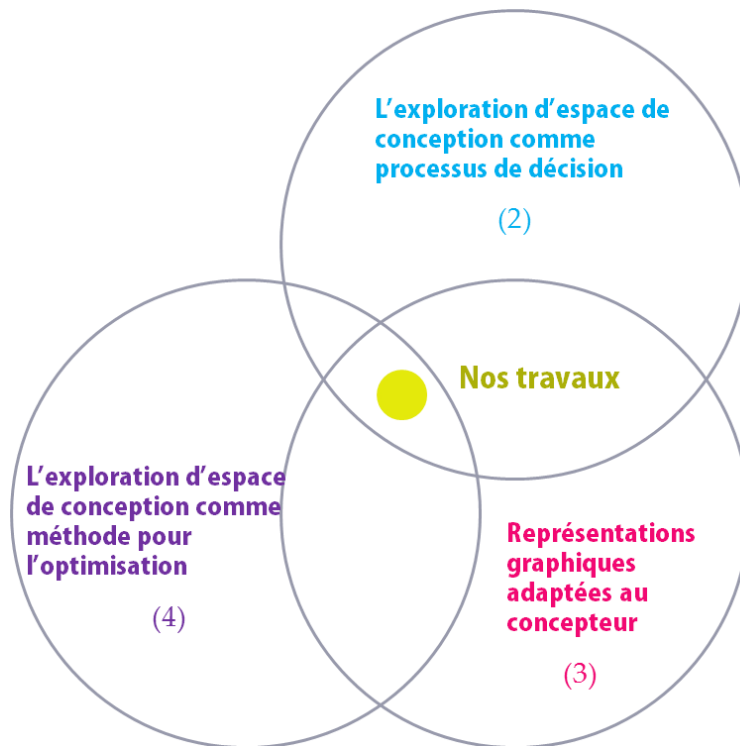 L’exploration d’espace de
conception comme
processus de décision
(2)
Nos travaux
L’exploration d’espace
de conception comme
méthode pour
l’optimisation
(4)
Représentations
graphiques
adaptées au
concepteur
(3)